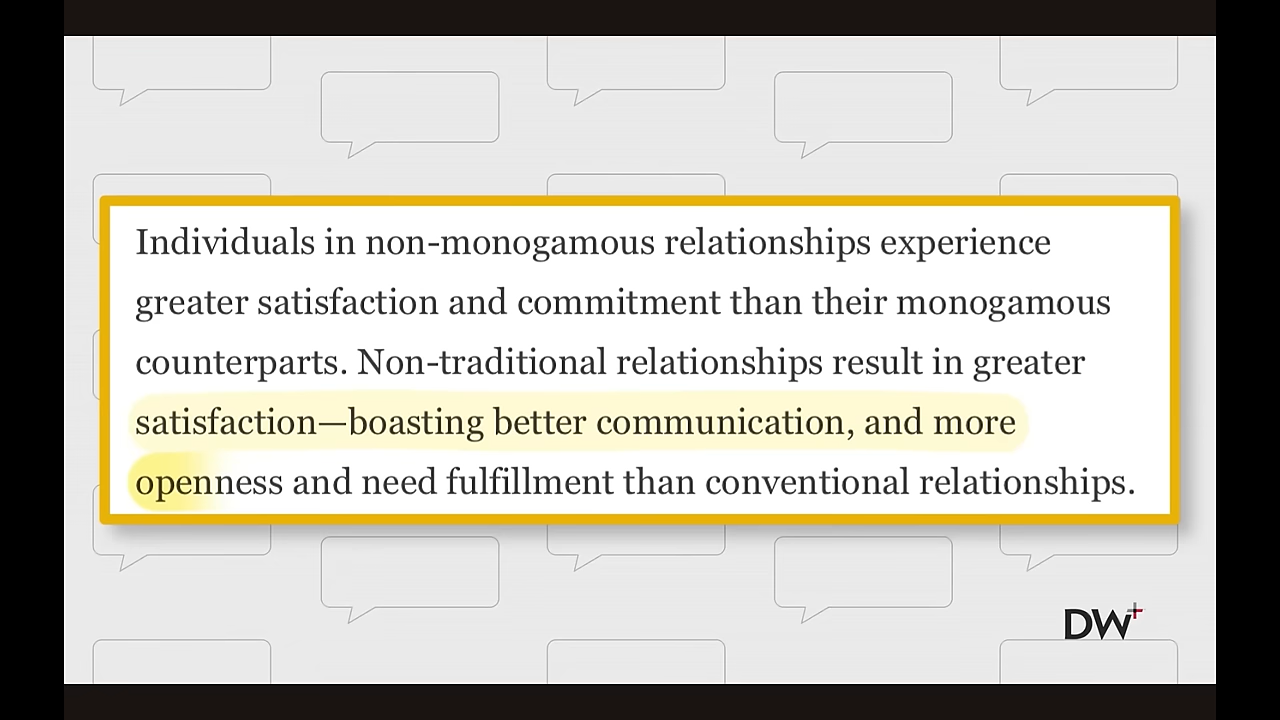 Individuals in non-monogamous relationships experience
greater satisfaction and commitment than their monogamous
counterparts. Non-traditional relationships result in greater
satisfaction—boasting better communication, and more
openness and need fulfillment than conventional relationships.
DW+